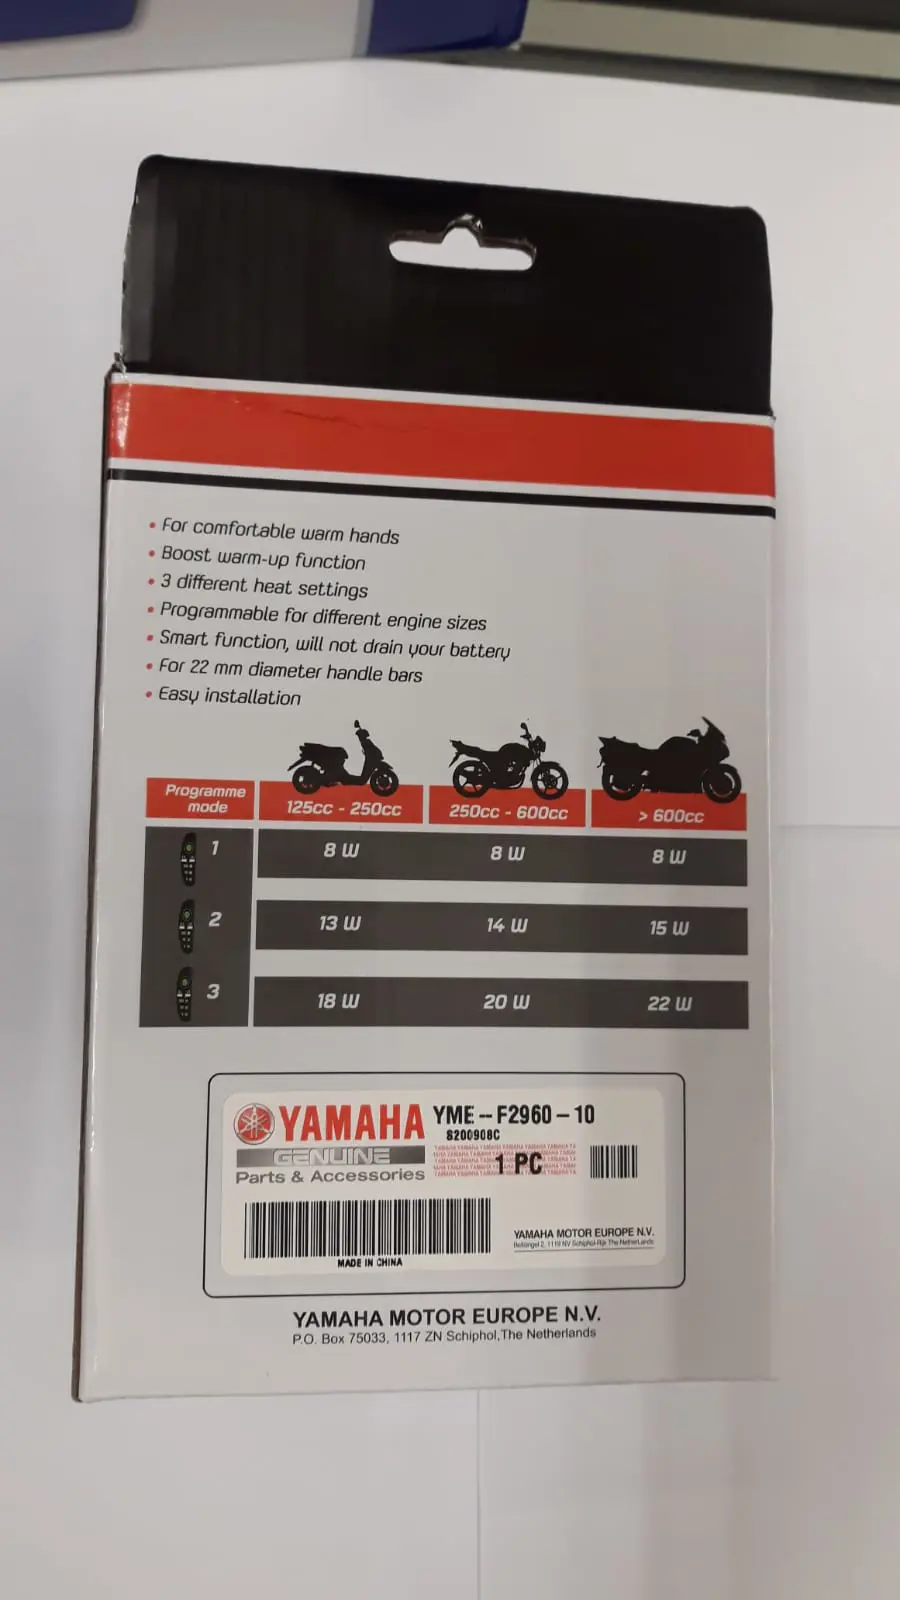 • For comfortable warm hands
• Boost warm-up function
• 3 different heat settings
• Programmable for different engine sizes
• Smart function, will not drain your battery
• For 22 mm diameter handle bars
• Easy installation
Programme mode
125cc - 250cc
250cc - 600cc
> 600cc
1 8 W 8 W 8 W
2 13 W 14 W 15 W
3 18 W 20 W 22 W
YAMAHA YME--F2960-10
S200908C
GENUINE
1 PC
Parts & Accessories
YAMAHA MOTOR EUROPE N.V.
MADE IN CHINA
YAMAHA MOTOR EUROPE N.V.
P.O. Box 75033, 1117 ZN Schiphol,The Netherlands